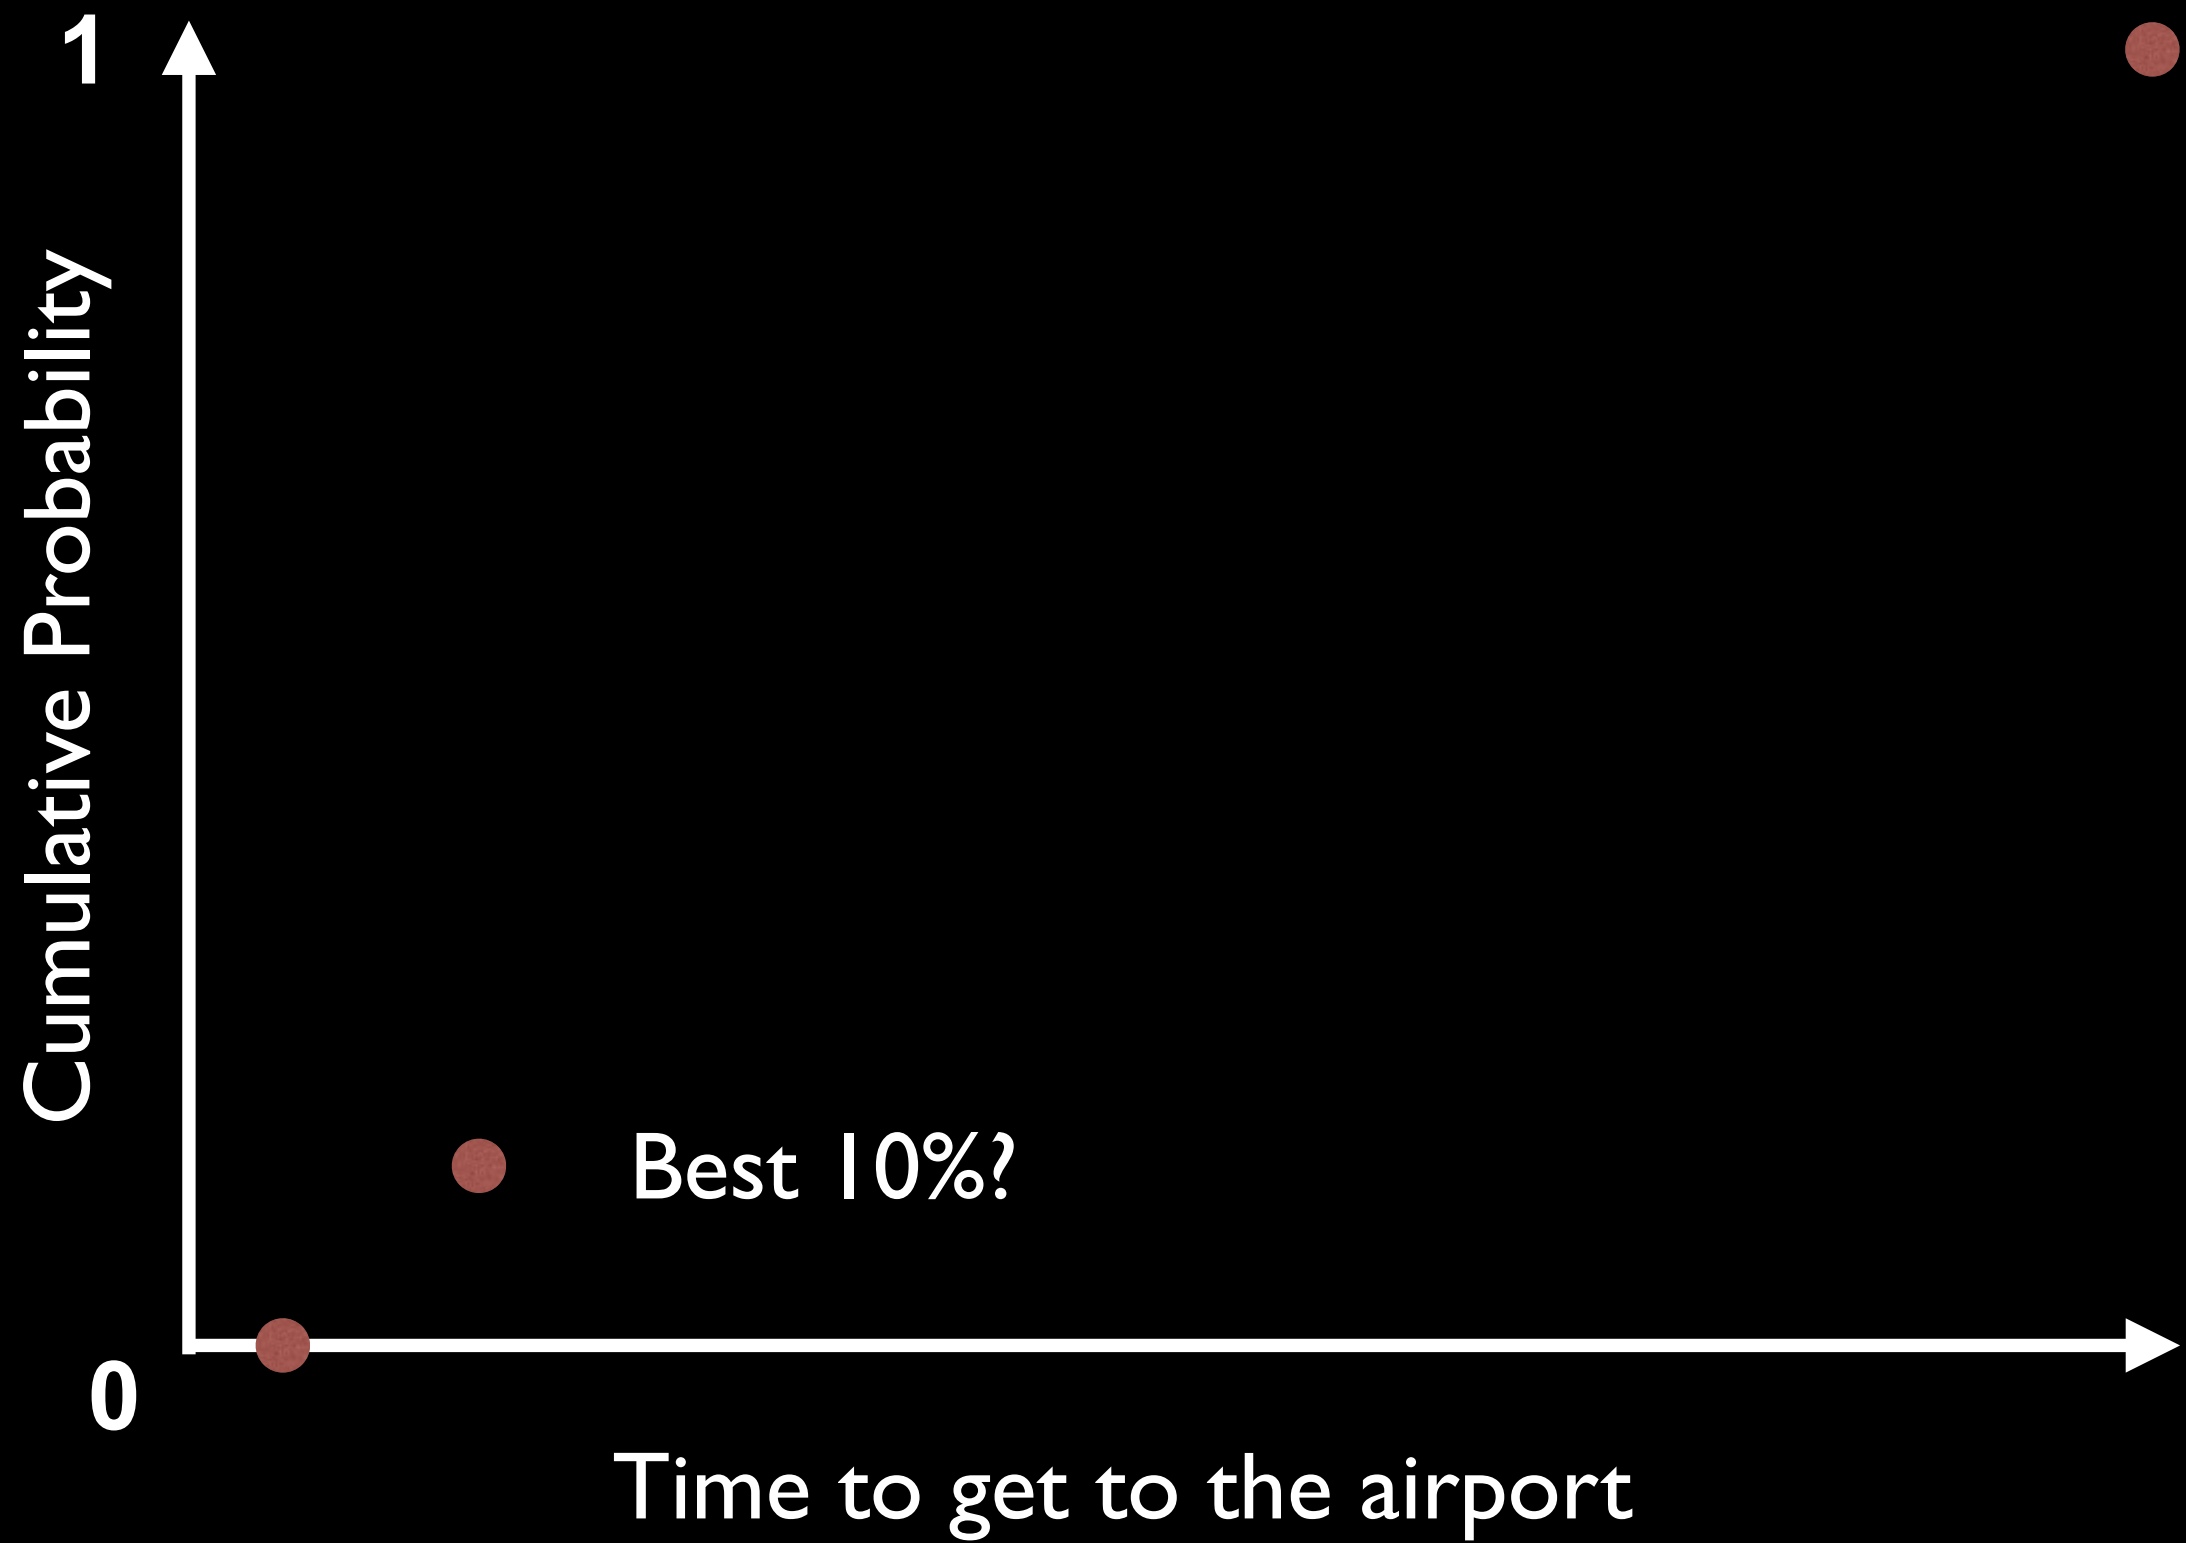 1
Cumulative Probability
Best 10%?
0
Time to get to the airport